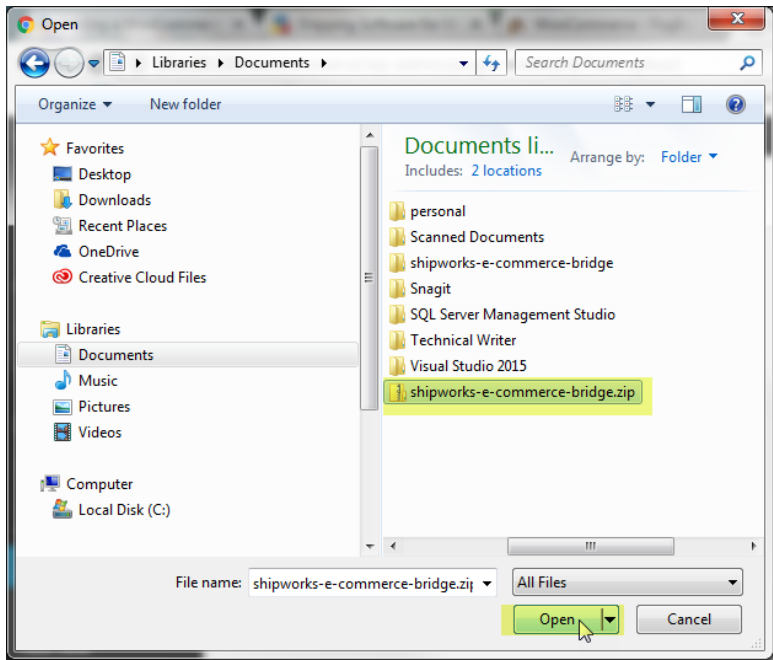 Open
Libraries Documents
Search Documents
Organize
New folder
Favorites
Desktop
Downloads
Recent Places
OneDrive
Creative Cloud Files
Libraries
Documents
Music
Pictures
Videos
Computer
Local Disk (C:)
Documents li...
Includes: 2 locations
Arrange by: Folder
personal
Scanned Documents
shipworks-e-commerce-bridge
Snagit
SQL Server Management Studio
Technical Writer
Visual Studio 2015
shipworks-e-commerce-bridge.zip
File name: shipworks-e-commerce-bridge.zip
All Files
Open
Cancel